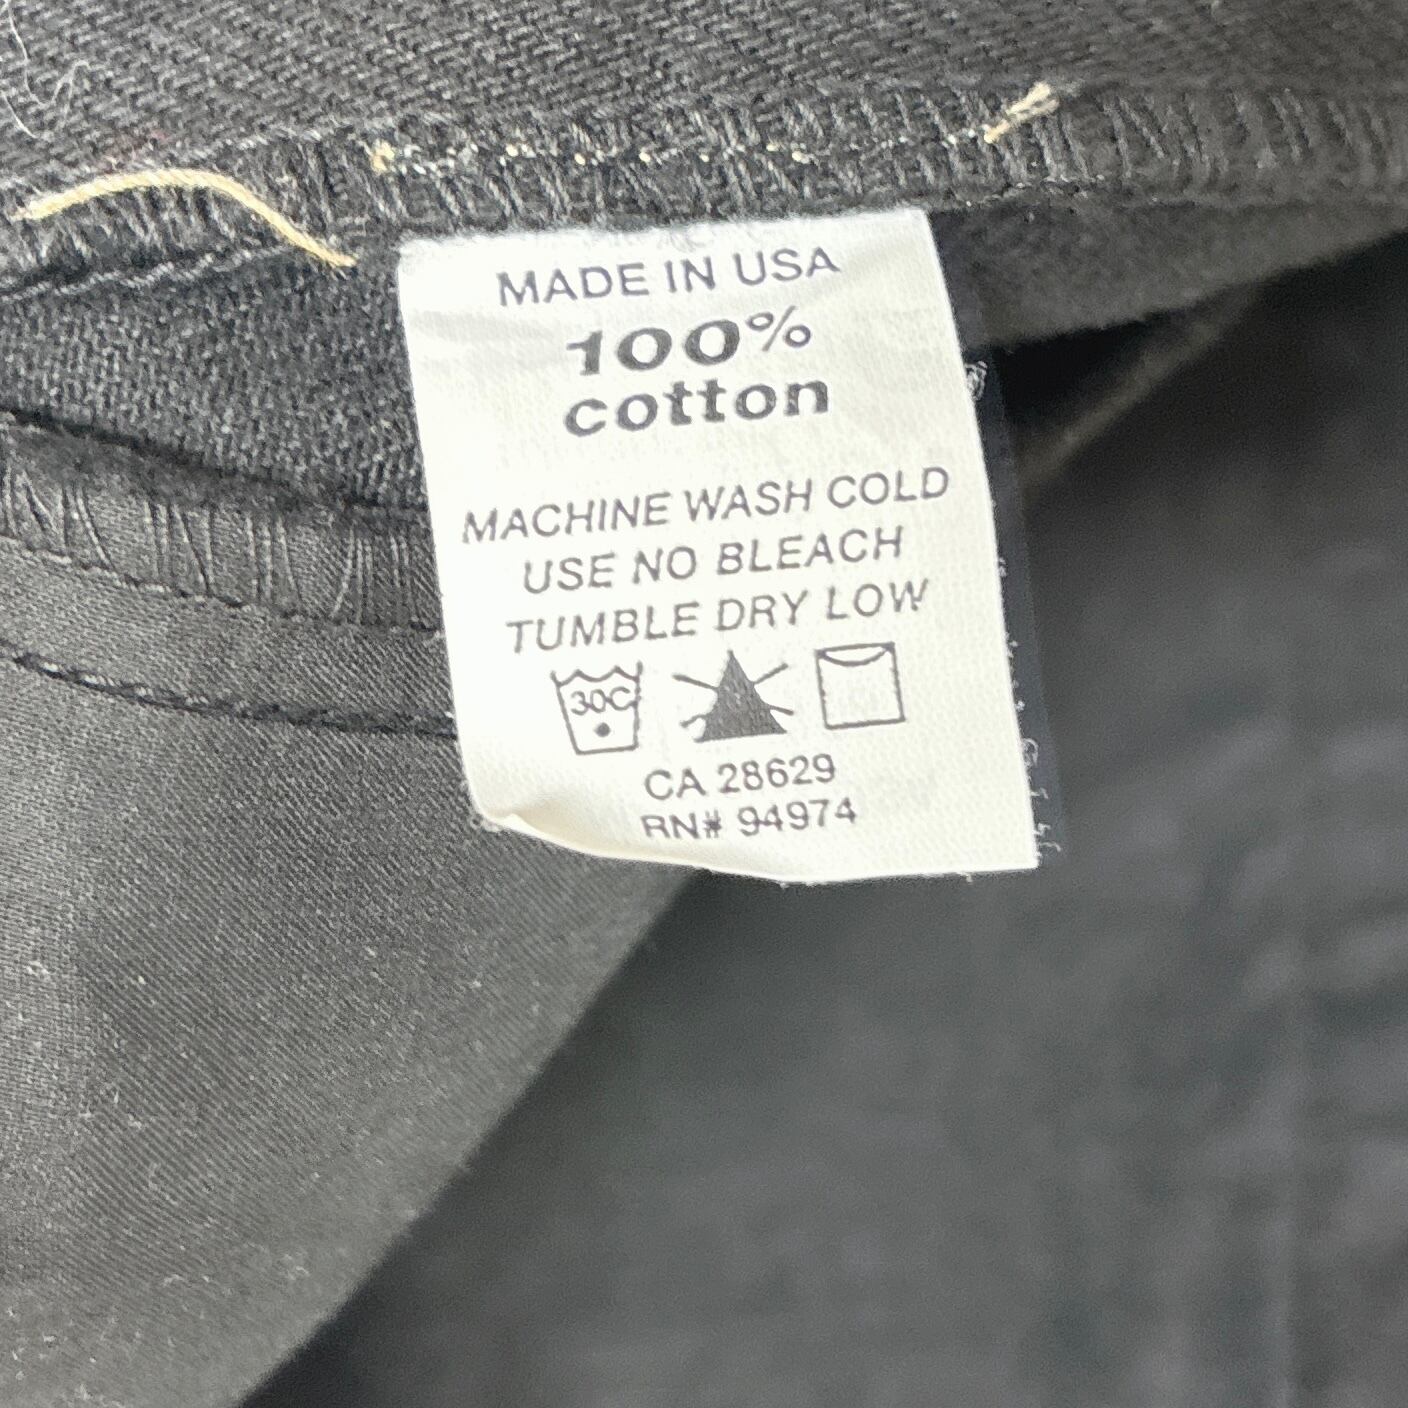 MADE IN USA
100%
cotton
MACHINE WASH COLD
USE NO BLEACH
TUMBLE DRY LOW
30C
CA 28629
RN# 94974